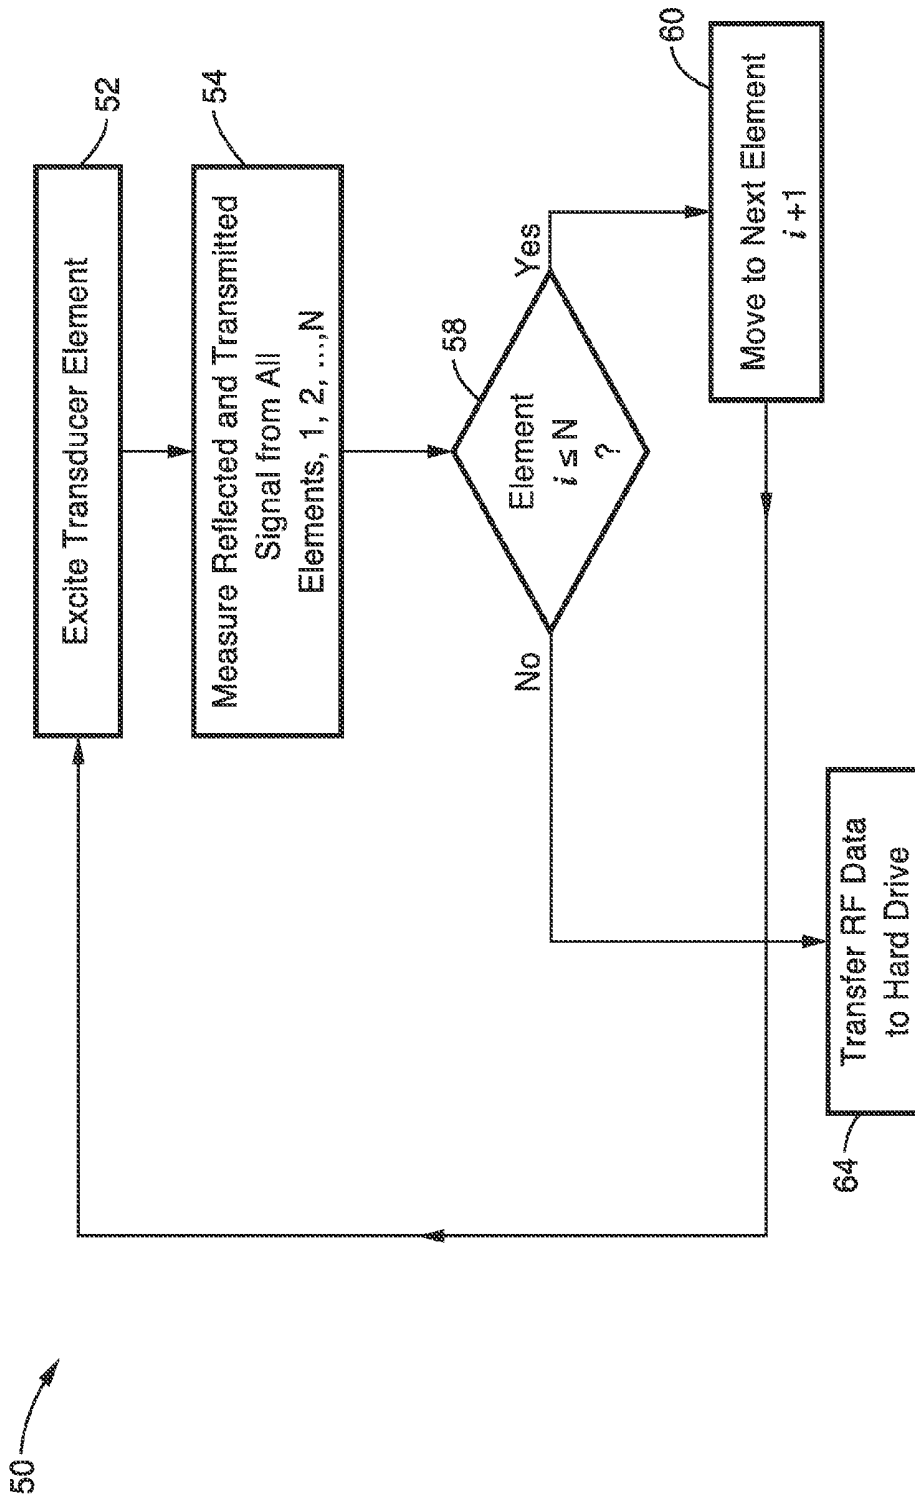 50
Excite Transducer Element
52
Measure Reflected and Transmitted
Signal from All
Elements, 1, 2, ...,N
54
Element
i ≤ N
?
58
No
Yes
Move to Next Element
i +1
60
Transfer RF Data
to Hard Drive
64